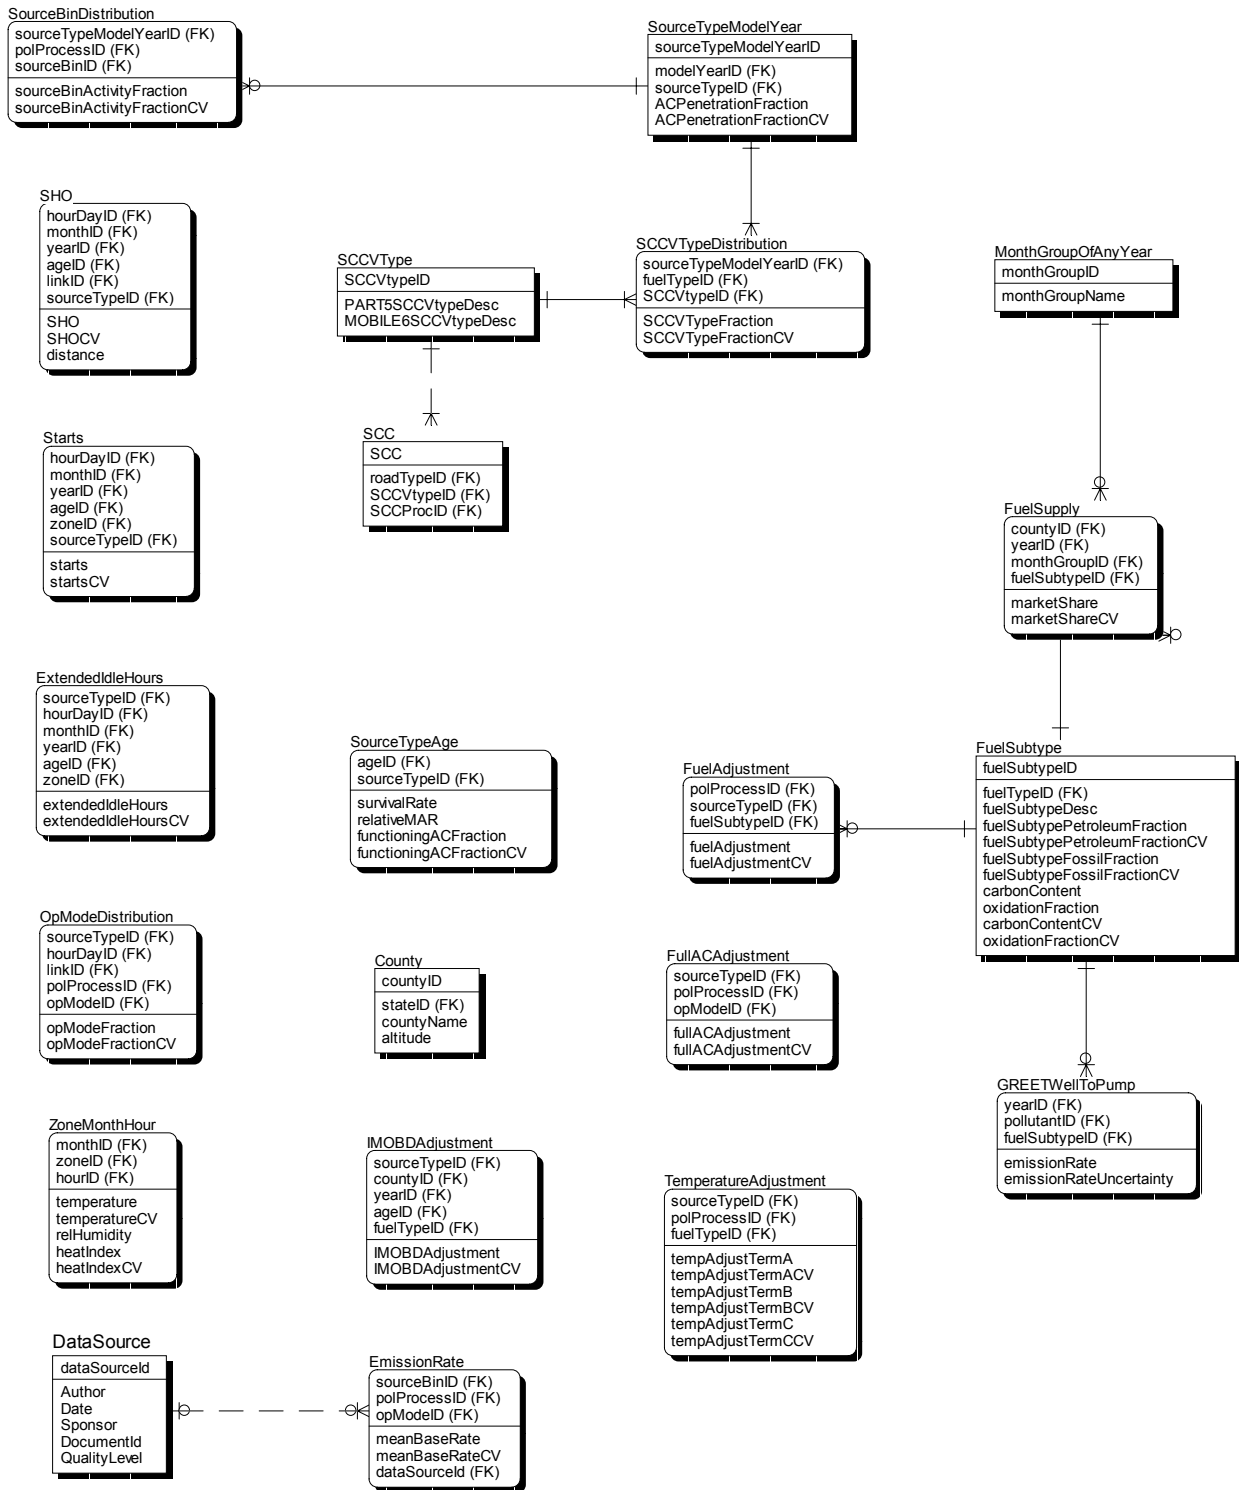 SourceBinDistribution
sourceTypeModelYearID (FK)
polProcessID (FK)
sourceBinID (FK)
sourceBinActivityFraction
sourceBinActivityFractionCV
SourceTypeModelYear
sourceTypeModelYearID
modelYearID (FK)
sourceTypeID (FK)
ACPenetrationFraction
ACPenetrationFractionCV
SHO
hourDayID (FK)
monthID (FK)
yearID (FK)
ageID (FK)
linkID (FK)
sourceTypeID (FK)
SHO
SHOCV
distance
SCCVType
SCCVtypeID
PART5SCCVtypeDesc
MOBILE6SCCVtypeDesc
SCCVTypeDistribution
sourceTypeModelYearID (FK)
fuelTypeID (FK)
SCCVtypeID (FK)
SCCVTypeFraction
SCCVTypeFractionCV
MonthGroupOfAnyYear
monthGroupID
monthGroupName
Starts
hourDayID (FK)
monthID (FK)
yearID (FK)
ageID (FK)
zoneID (FK)
sourceTypeID (FK)
starts
startsCV
SCC
SCC
roadTypeID (FK)
SCCVtypeID (FK)
SCCProcID (FK)
FuelSupply
countyID (FK)
yearID (FK)
monthGroupID (FK)
fuelSubtypeID (FK)
marketShare
marketShareCV
ExtendedIdleHours
sourceTypeID (FK)
hourDayID (FK)
monthID (FK)
yearID (FK)
ageID (FK)
zoneID (FK)
extendedIdleHours
extendedIdleHoursCV
SourceTypeAge
ageID (FK)
sourceTypeID (FK)
survivalRate
relativeMAR
functioningACFraction
functioningACFractionCV
FuelAdjustment
polProcessID (FK)
sourceTypeID (FK)
fuelSubtypeID (FK)
fuelAdjustment
fuelAdjustmentCV
FuelSubtype
fuelSubtypeID
fuelTypeID (FK)
fuelSubtypeDesc
fuelSubtypePetroleumFraction
fuelSubtypePetroleumFractionCV
fuelSubtypeFossilFraction
fuelSubtypeFossilFractionCV
carbonContent
oxidationFraction
carbonContentCV
oxidationFractionCV
OpModeDistribution
sourceTypeID (FK)
hourDayID (FK)
linkID (FK)
polProcessID (FK)
opModeID (FK)
opModeFraction
opModeFractionCV
County
countyID
stateID (FK)
countyName
altitude
FullACAdjustment
sourceTypeID (FK)
polProcessID (FK)
opModeID (FK)
fullACAdjustment
fullACAdjustmentCV
GREETWellToPump
yearID (FK)
pollutantID (FK)
fuelSubtypeID (FK)
emissionRate
emissionRateUncertainty
ZoneMonthHour
monthID (FK)
zoneID (FK)
hourID (FK)
temperature
temperatureCV
relHumidity
heatIndex
heatIndexCV
IMOBDAdjustment
sourceTypeID (FK)
countyID (FK)
yearID (FK)
ageID (FK)
fuelTypeID (FK)
IMOBDAdjustment
IMOBDAdjustmentCV
TemperatureAdjustment
sourceTypeID (FK)
polProcessID (FK)
fuelTypeID (FK)
tempAdjustTermA
tempAdjustTermACV
tempAdjustTermB
tempAdjustTermBCV
tempAdjustTermC
tempAdjustTermCCV
DataSource
dataSourceId
Author
Date
Sponsor
DocumentId
QualityLevel
EmissionRate
sourceBinID (FK)
polProcessID (FK)
opModeID (FK)
meanBaseRate
meanBaseRateCV
dataSourceId (FK)